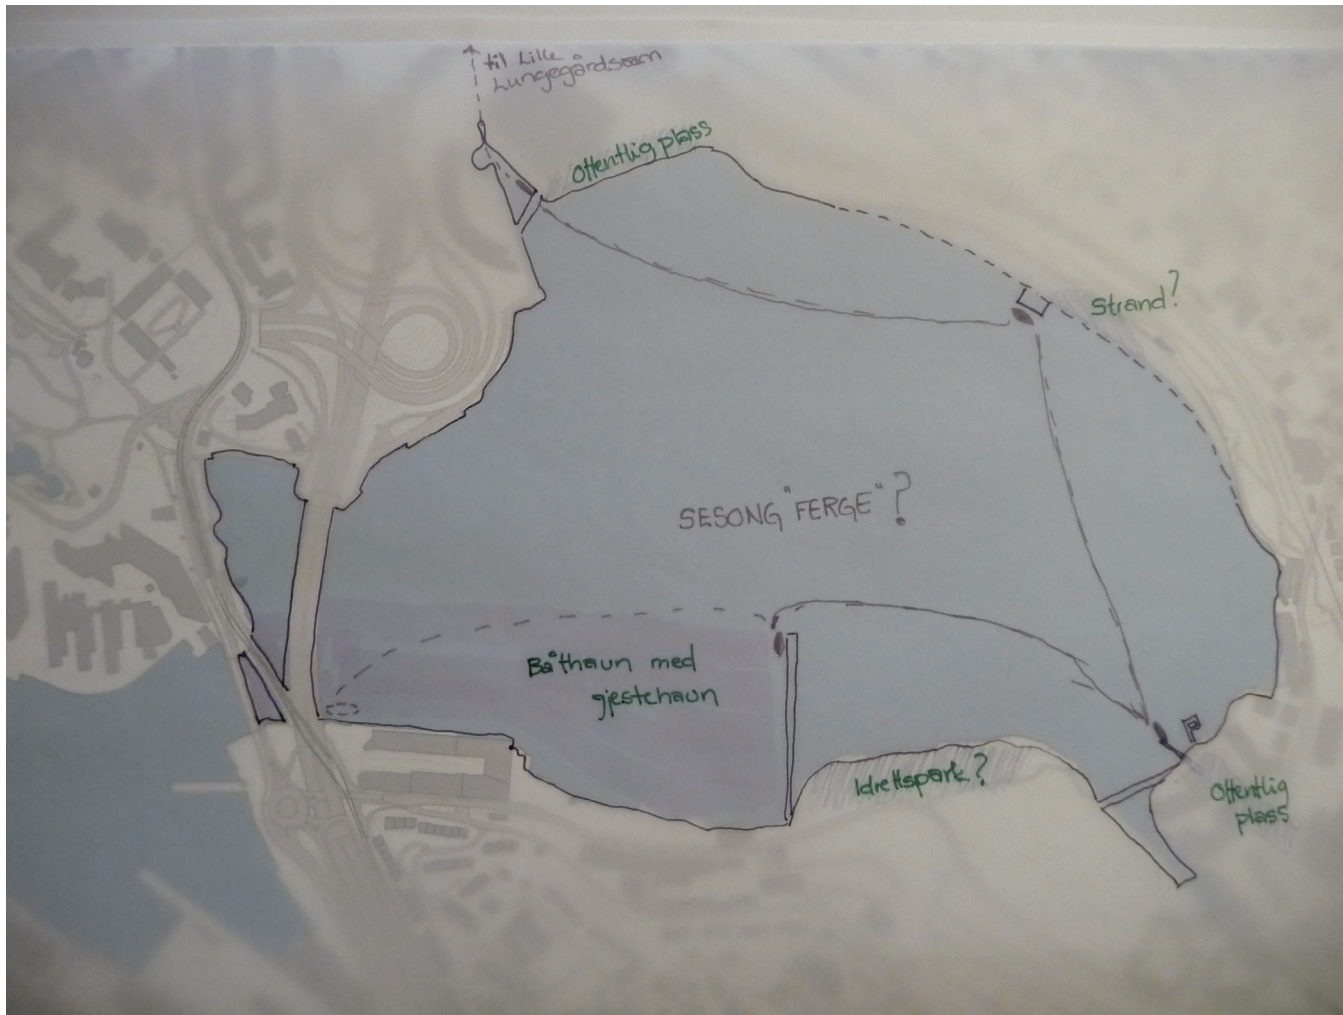 til Lille
Lungegårdsvann
Offentlig plass
Strand?
SESONG "FERGE"?
Båthavn med
gjestehavn
Idrettspark?
P
Offentlig
plass